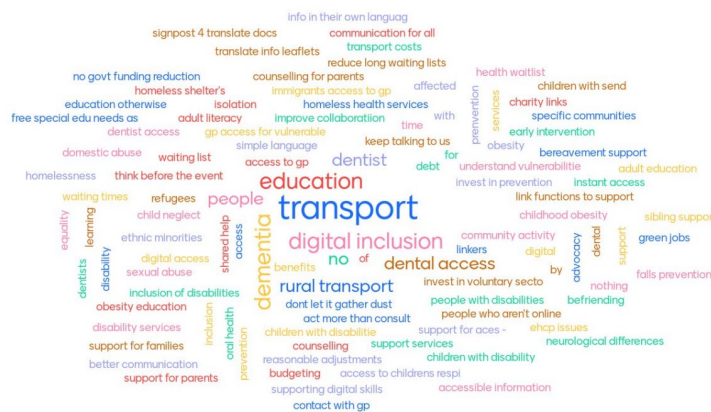 info in their own languag
signpost 4 translate docs
communication for all
translate info leaflets
transport costs
reduce long waiting lists
no govt funding reduction
counselling for parents
health waitlist
homeless shelter's
immigrants access to gp
affected
children with send
education otherwise
isolation
homeless health services
with
prenvention
services
charity links
free special edu needs as
adult literacy
improve collaboratiion
time
specific communities
dentist access
gp access for vulnerable
keep talking to us
early intervention
simple language
obesity
domestic abuse
waiting list
access to gp
dentist
for
debt
understand vulnerabilitie
bereavement support
homelessness
think before the event
education
invest in prevention
instant access
adult education
waiting times
refugees
people
transport
link functions to support
equality
learning
child neglect
childhood obesity
sibling support
ethnic minorities
shared help
access
dementia
digital inclusion
community activity
advocacy
dental
support
green jobs
dentists
disability
digital access
no
of
linkers
digital
sexual abuse
benefits
dental access
by
falls prevention
inclusion of disabilities
rural transport
invest in voluntary secto
nothing
obesity education
dont let it gather dust
people with disabilities
befriending
disability services
inclusion
oral health
prevention
act more than consult
people who aren't online
support for families
children with disabilitie
support for aces -
ehcp issues
neurological differences
counselling
support services
better communication
reasonable adjustments
children with disability
support for parents
budgeting
access to childrens respi
accessible information
supporting digital skills
contact with gp